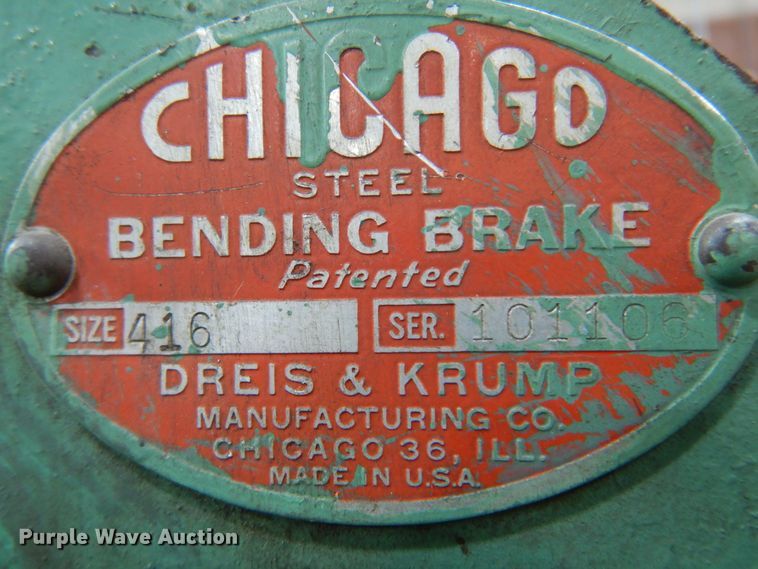 CHICAGO
STEEL
BENDING BRAKE
Patented
SIZE 416 SER. 101106
DREIS & KRUMP
MANUFACTURING CO.
CHICAGO 36, ILL.
MADE IN U.S.A.
Purple Wave Auction